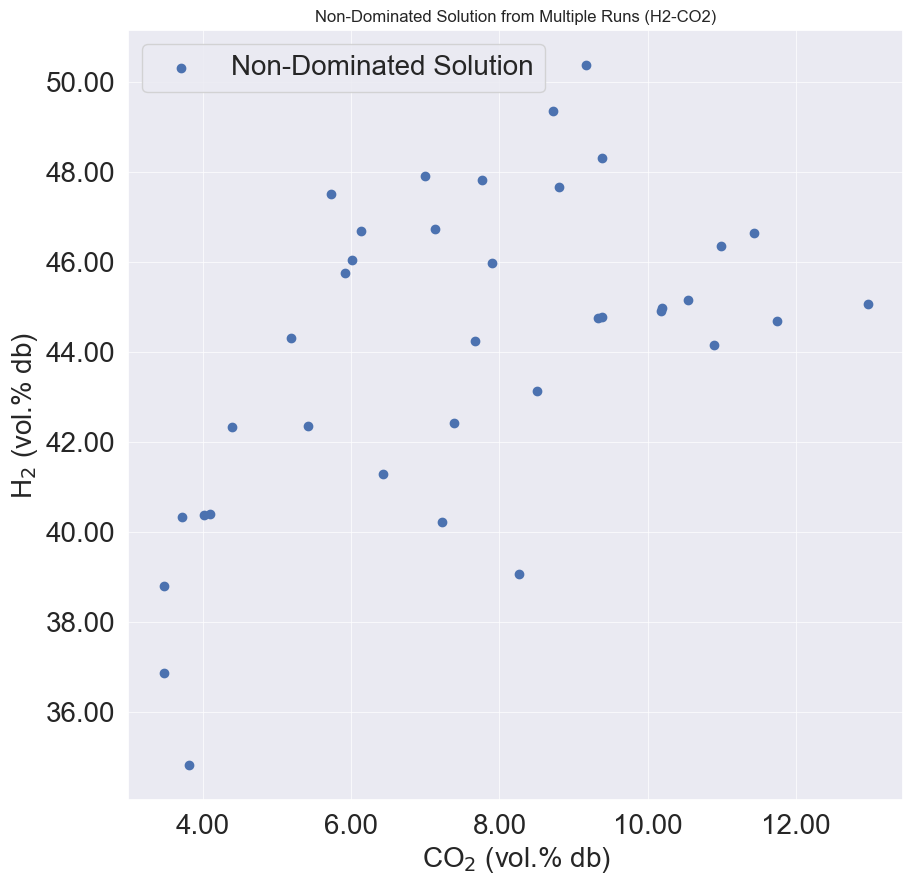 Non-Dominated Solution from Multiple Runs (H2-CO2)
Non-Dominated Solution
50.00
48.00
46.00
44.00
42.00
40.00
38.00
36.00
H₂ (vol.% db)
4.00 6.00 8.00 10.00 12.00
CO₂ (vol.% db)